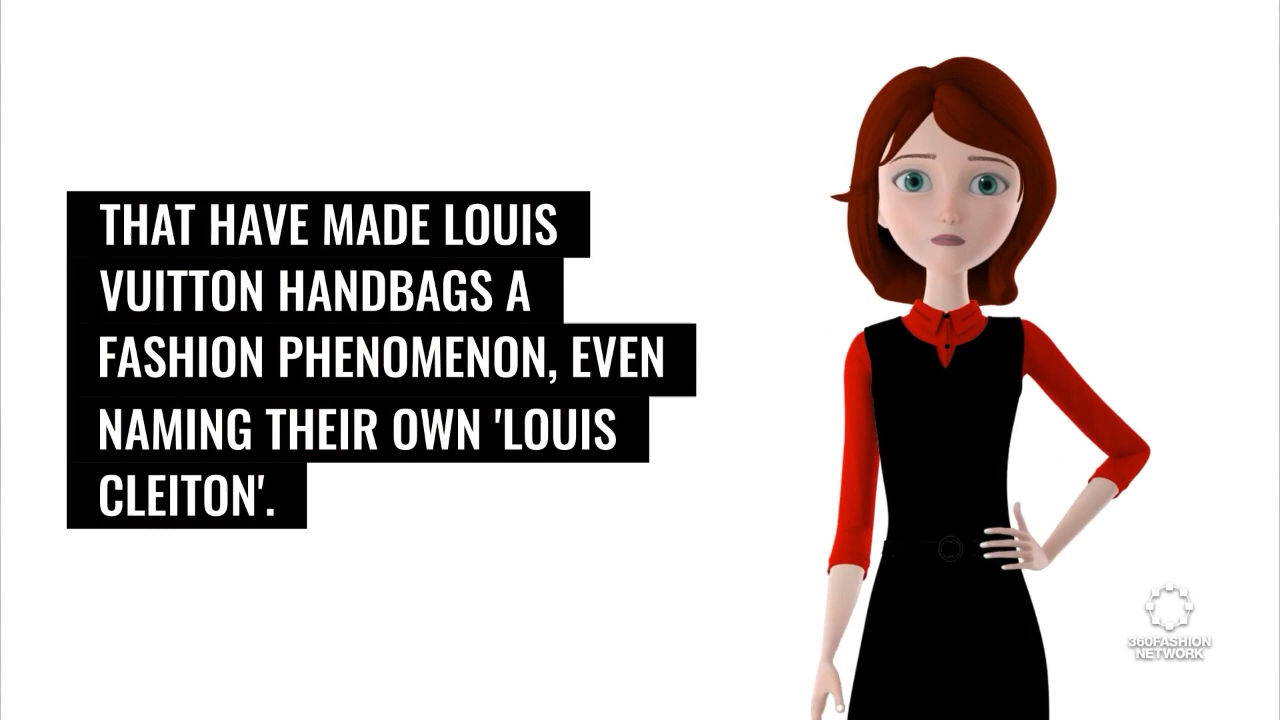 THAT HAVE MADE LOUIS
VUITTON HANDBAGS A
FASHION PHENOMENON, EVEN
NAMING THEIR OWN 'LOUIS
CLEITON'.
360FASHION
NETWORK